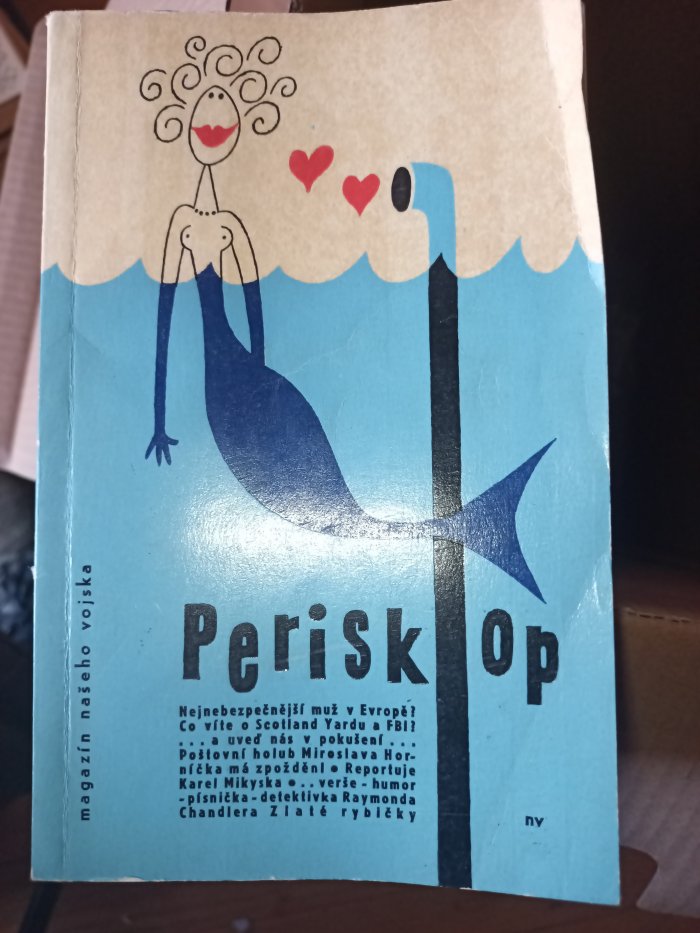 Perisk op
Nejnebezpečnější muž v Evropě?
Co víte o Scotland Yardu a FBI?
...a uveď nás v pokušení...
Poštovní holub Miroslava Hor-
níčka má zpoždění ● Reportuje
Karel Mikyska ● .. verše - humor
-písnička - detektivka Raymonda
Chandlera Zlaté rybičky
magazín našeho vojska
nv